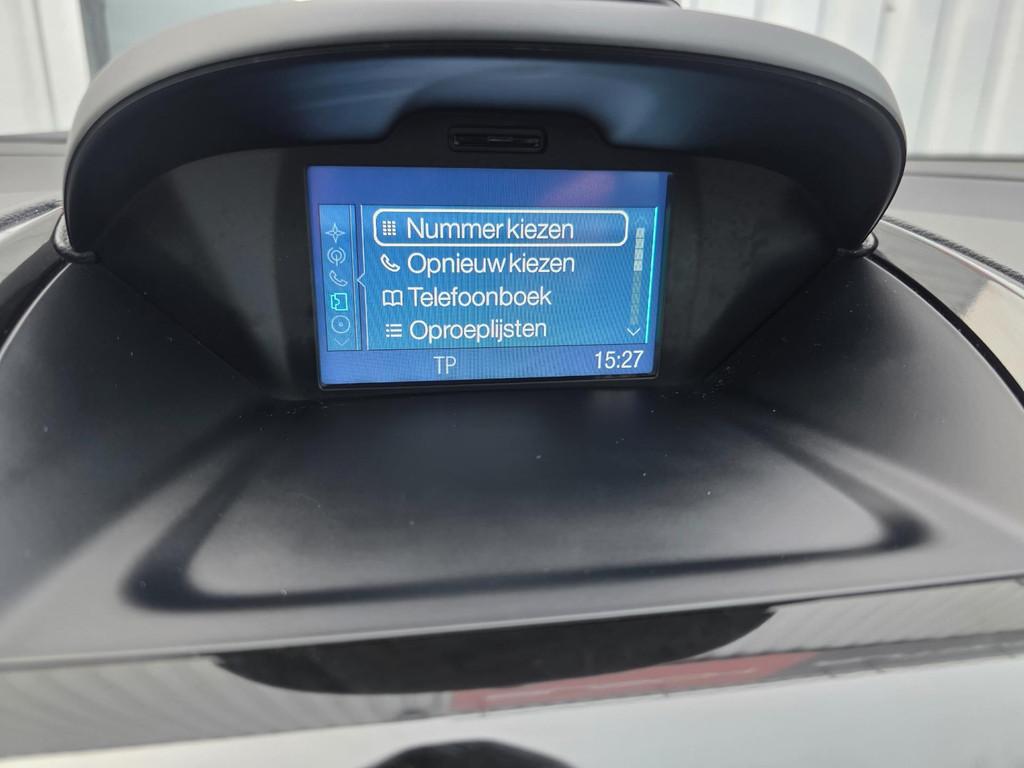 Nummer kiezen
Opnieuw kiezen
Telefoonboek
Oproeplijsten
TP 15:27